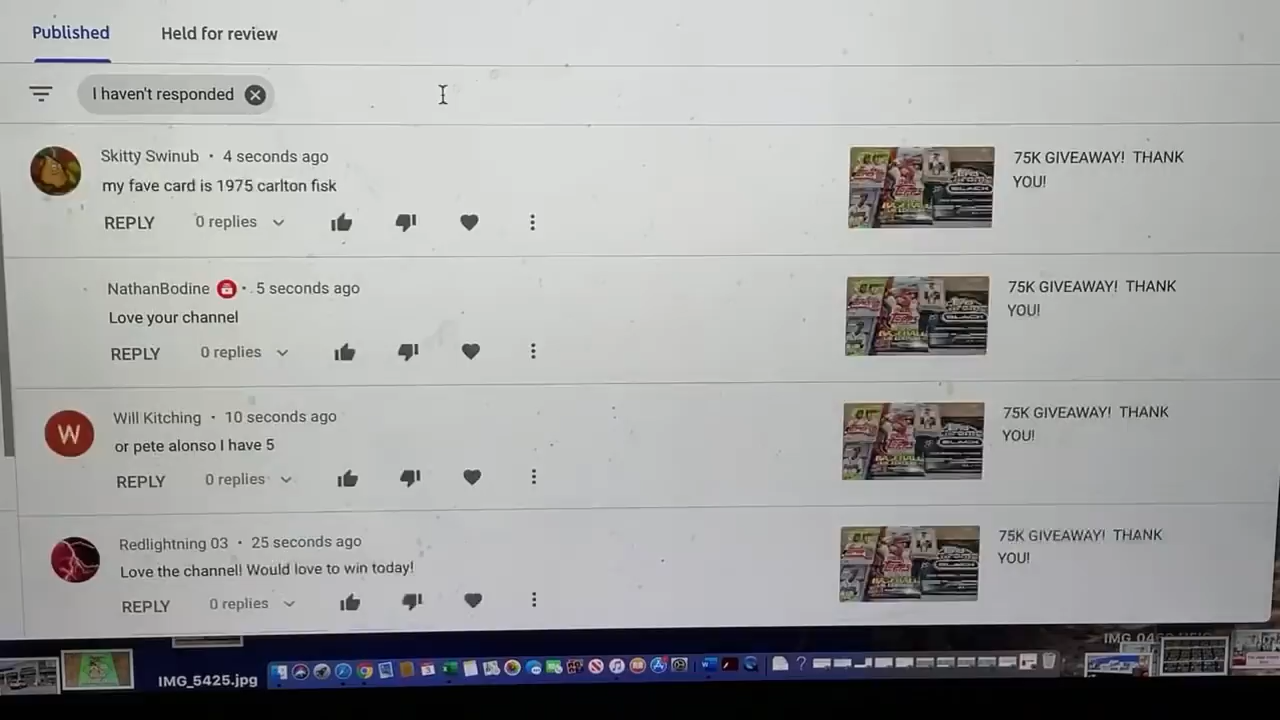 Published
Held for review
I haven't responded
Skitty Swinub • 4 seconds ago
my fave card is 1975 carlton fisk
REPLY
0 replies
75K GIVEAWAY! THANK
YOU!
NathanBodine • 5 seconds ago
Love your channel
REPLY
0 replies
75K GIVEAWAY! THANK
YOU!
W
Will Kitching • 10 seconds ago
or pete alonso I have 5
REPLY
0 replies
75K GIVEAWAY! THANK
YOU!
Redlightning 03 • 25 seconds ago
Love the channel! Would love to win today!
REPLY
0 replies
75K GIVEAWAY! THANK
YOU!
IMG_5425.jpg